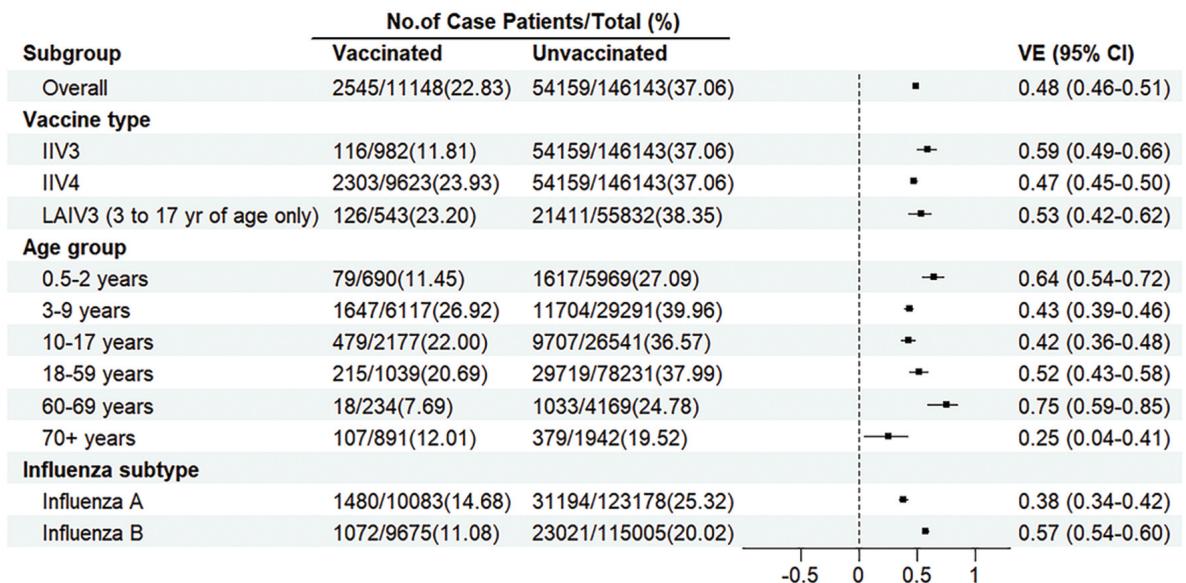 No.of Case Patients/Total (%)
Subgroup Vaccinated Unvaccinated VE (95% CI)
Overall 2545/11148(22.83) 54159/146143(37.06) 0.48 (0.46-0.51)
Vaccine type
IIV3 116/982(11.81) 54159/146143(37.06) 0.59 (0.49-0.66)
IIV4 2303/9623(23.93) 54159/146143(37.06) 0.47 (0.45-0.50)
LAIV3 (3 to 17 yr of age only) 126/543(23.20) 21411/55832(38.35) 0.53 (0.42-0.62)
Age group
0.5-2 years 79/690(11.45) 1617/5969(27.09) 0.64 (0.54-0.72)
3-9 years 1647/6117(26.92) 11704/29291(39.96) 0.43 (0.39-0.46)
10-17 years 479/2177(22.00) 9707/26541(36.57) 0.42 (0.36-0.48)
18-59 years 215/1039(20.69) 29719/78231(37.99) 0.52 (0.43-0.58)
60-69 years 18/234(7.69) 1033/4169(24.78) 0.75 (0.59-0.85)
70+ years 107/891(12.01) 379/1942(19.52) 0.25 (0.04-0.41)
Influenza subtype
Influenza A 1480/10083(14.68) 31194/123178(25.32) 0.38 (0.34-0.42)
Influenza B 1072/9675(11.08) 23021/115005(20.02) 0.57 (0.54-0.60)
-0.5 0 0.5 1